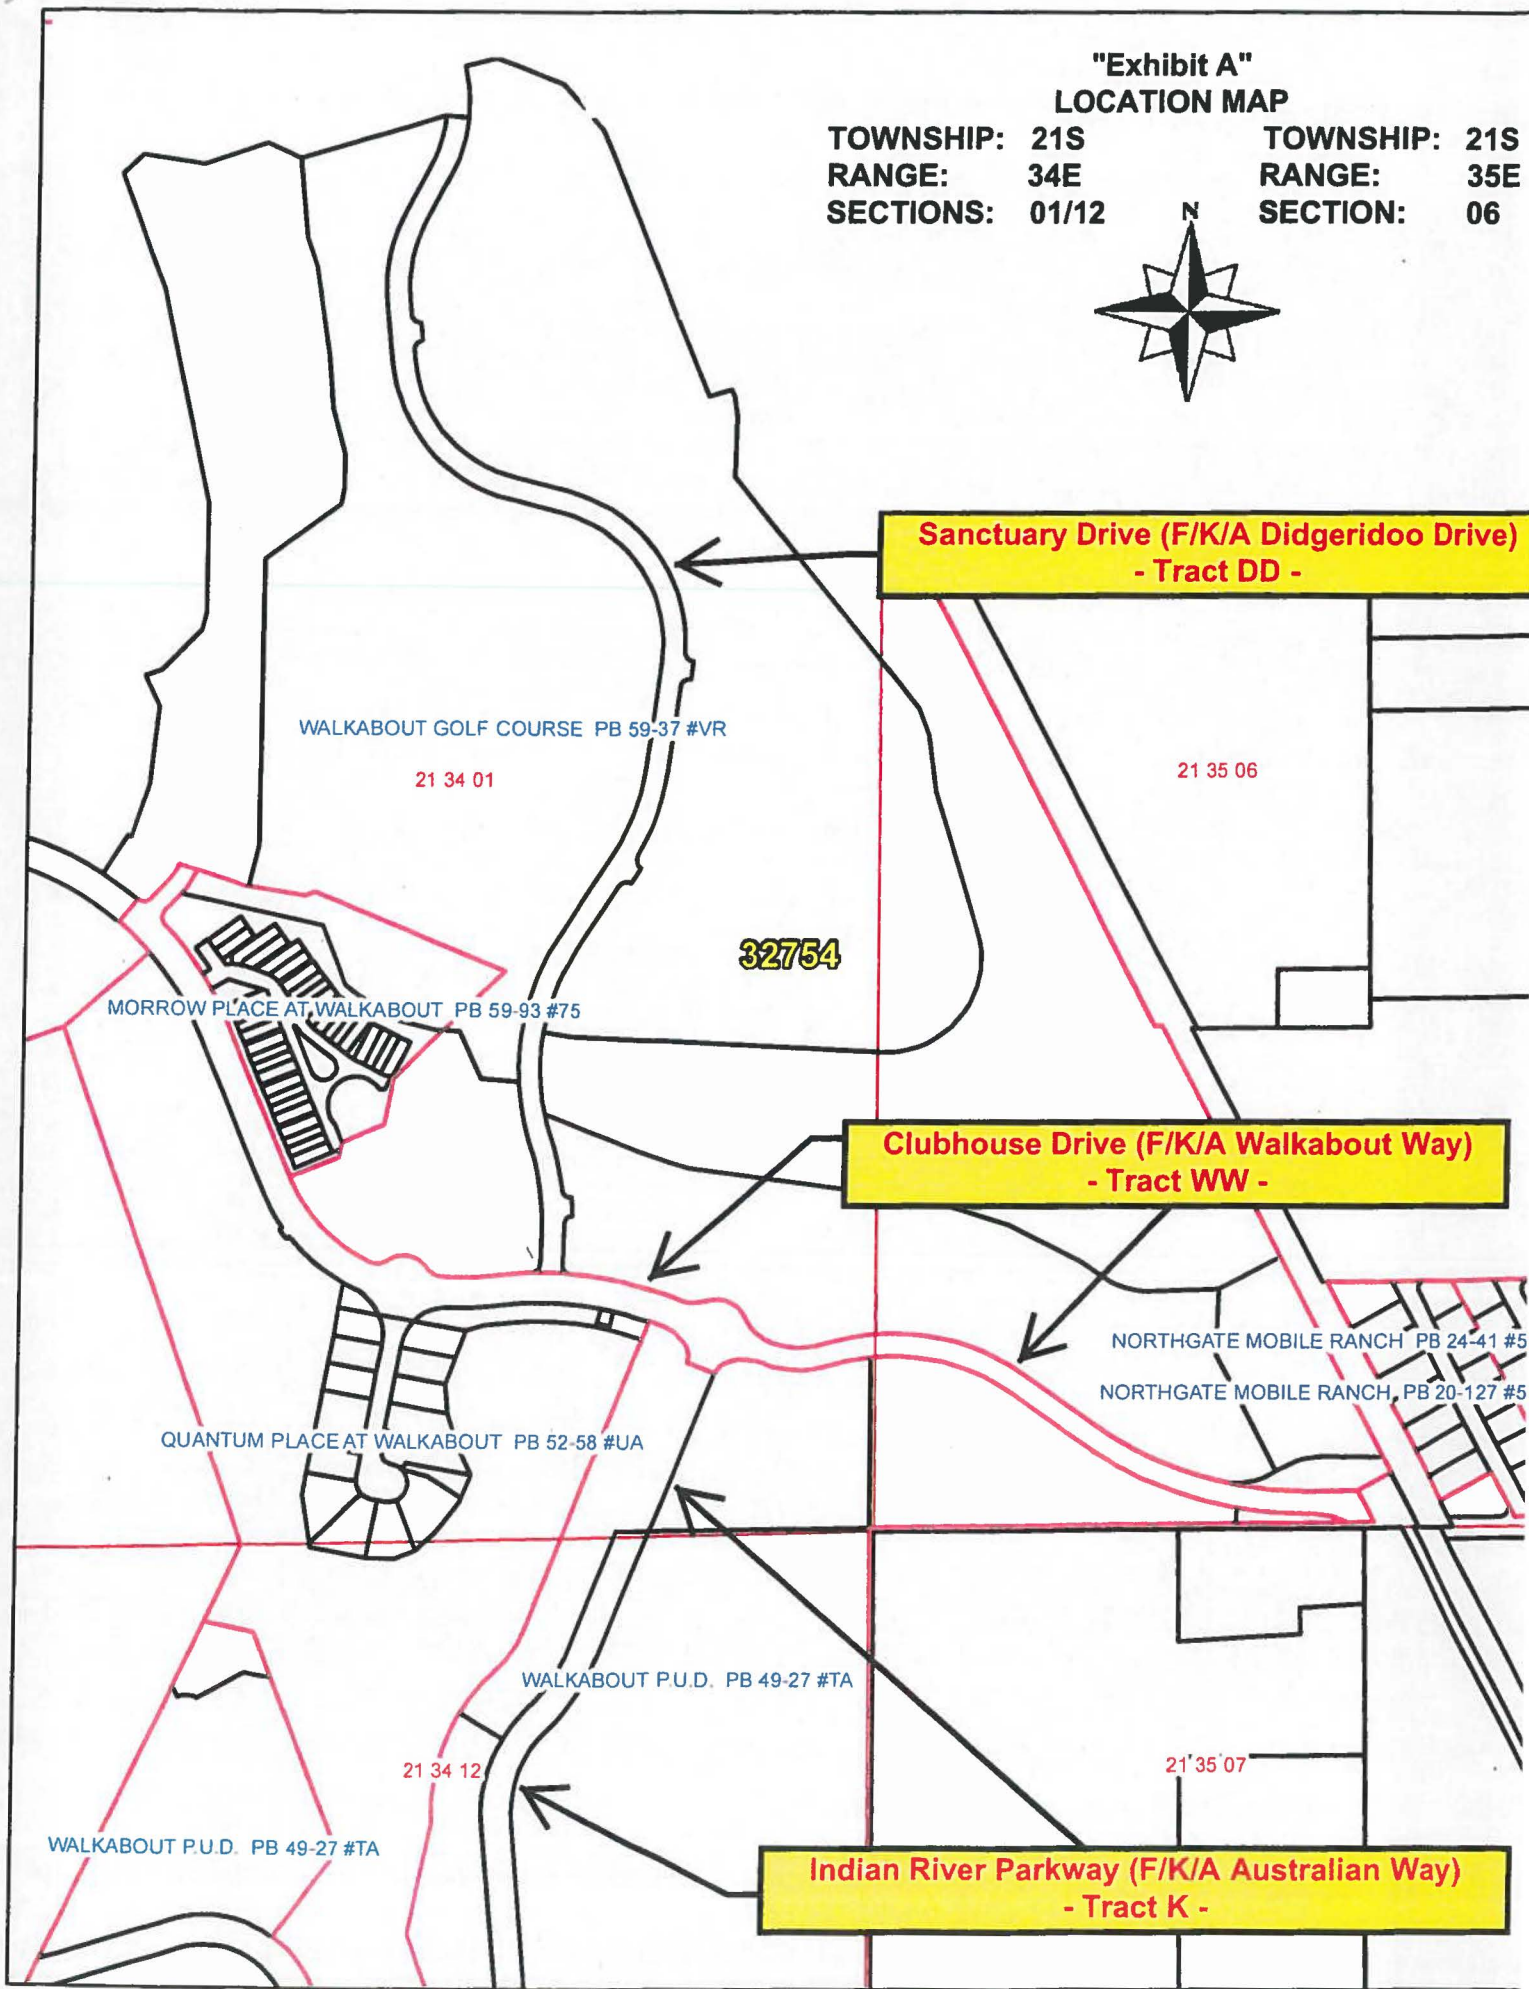 "Exhibit A"
LOCATION MAP
TOWNSHIP: 21S TOWNSHIP: 21S
RANGE: 34E RANGE: 35E
SECTIONS: 01/12 SECTION: 06
N
Sanctuary Drive (F/K/A Didgeridoo Drive)
- Tract DD -
WALKABOUT GOLF COURSE PB 59-37 #VR
21 34 01
21 35 06
32754
MORROW PLACE AT WALKABOUT PB 59-93 #75
Clubhouse Drive (F/K/A Walkabout Way)
- Tract WW -
NORTHGATE MOBILE RANCH PB 24-41 #5
NORTHGATE MOBILE RANCH PB 20-127 #5
QUANTUM PLACE AT WALKABOUT PB 52-58 #UA
WALKABOUT P.U.D. PB 49-27 #TA
21 34 12
21 35 07
WALKABOUT P.U.D. PB 49-27 #TA
Indian River Parkway (F/K/A Australian Way)
- Tract K -